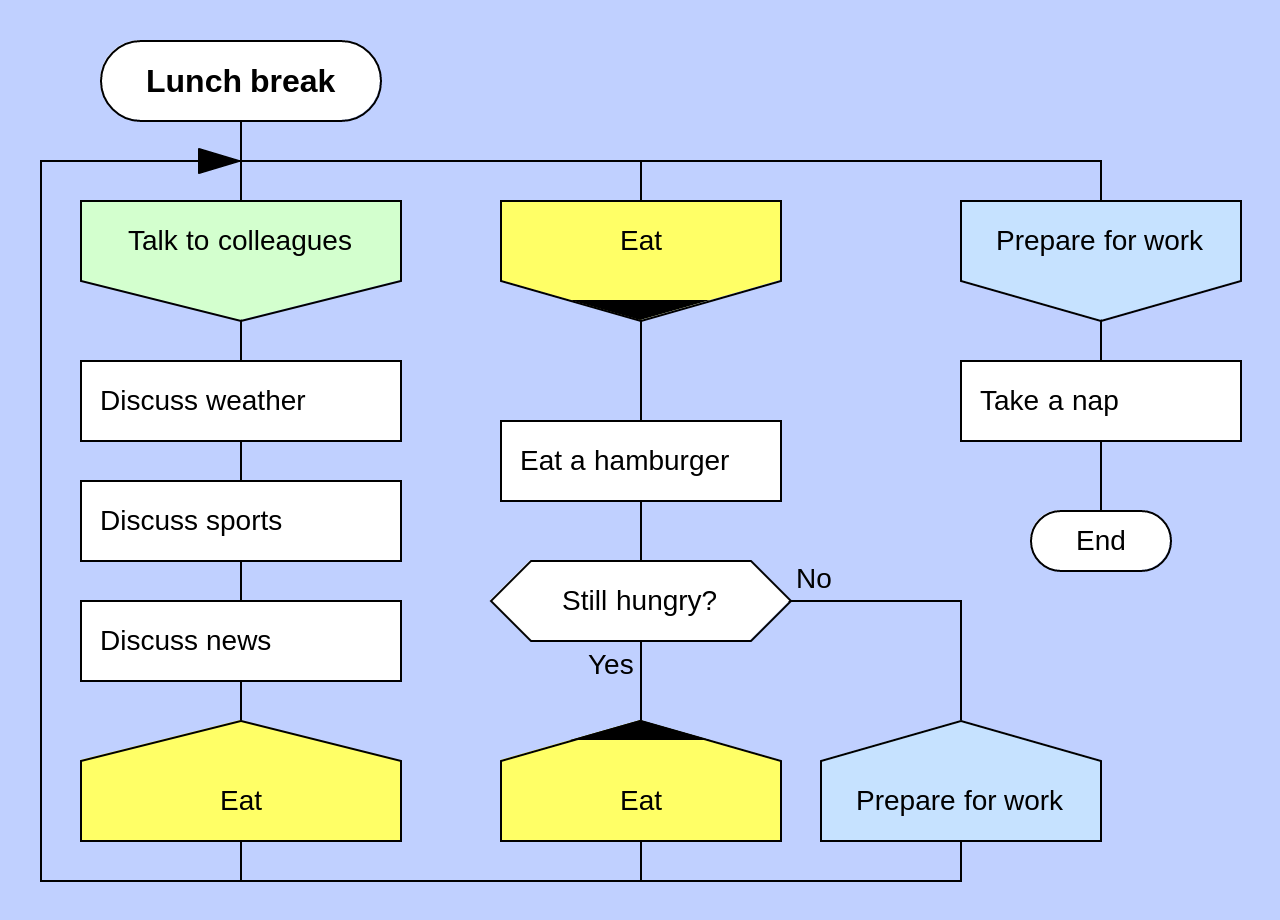 Lunch break
Talk to colleagues
Discuss weather
Discuss sports
Discuss news
Eat
Eat
Eat a hamburger
Still hungry?
No
Yes
Eat
Prepare for work
Prepare for work
Take a nap
End